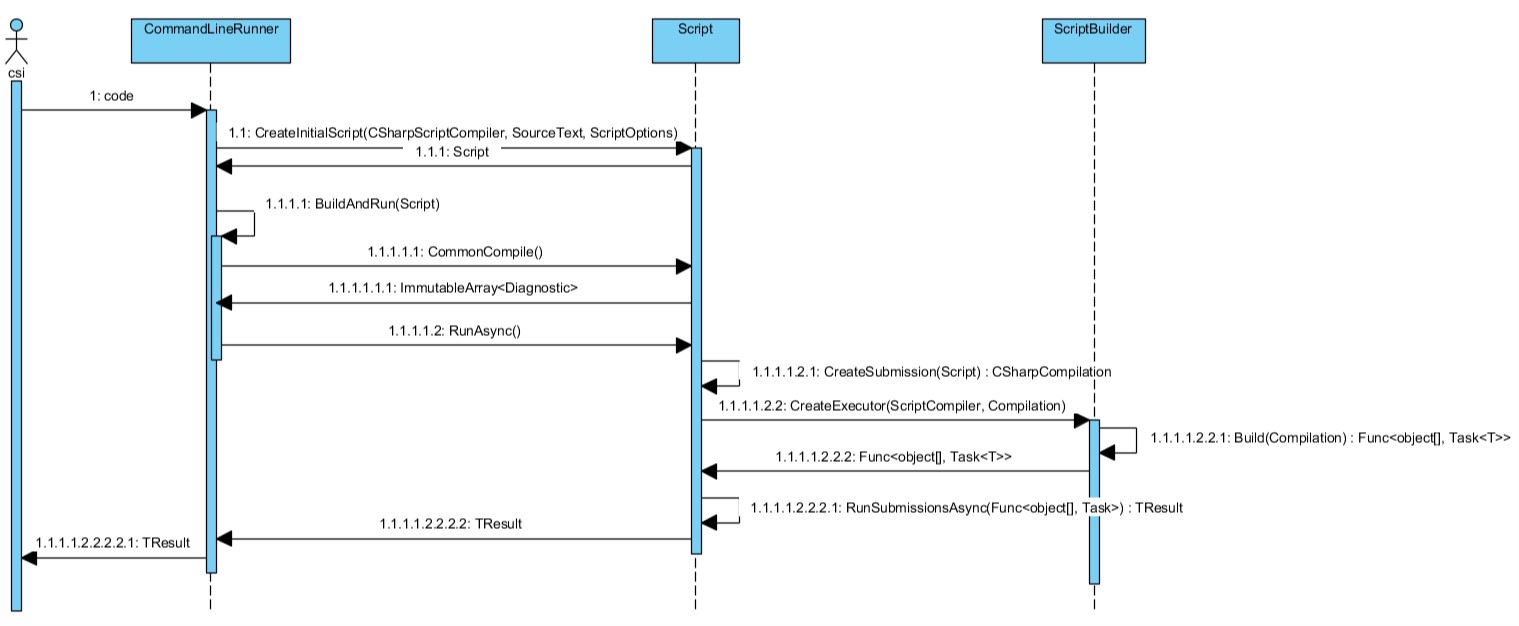 CommandLineRunner
Script
ScriptBuilder
csi
1: code
1.1: CreateInitialScript(CSharpScriptCompiler, SourceText, ScriptOptions)
1.1.1: Script
1.1.1.1: BuildAndRun(Script)
1.1.1.1.1: CommonCompile()
1.1.1.1.1.1: ImmutableArray<Diagnostic>
1.1.1.1.2: RunAsync()
1.1.1.1.2.1: CreateSubmission(Script) : CSharpCompilation
1.1.1.1.2.2: CreateExecutor(ScriptCompiler, Compilation)
1.1.1.1.2.2.1: Build(Compilation) : Func<object[], Task<T>>
1.1.1.1.2.2.2: Func<object[], Task<T>>
1.1.1.1.2.2.2.1: RunSubmissionsAsync(Func<object[], Task>) : TResult
1.1.1.1.2.2.2.2: TResult
1.1.1.1.2.2.2.2.1: TResult